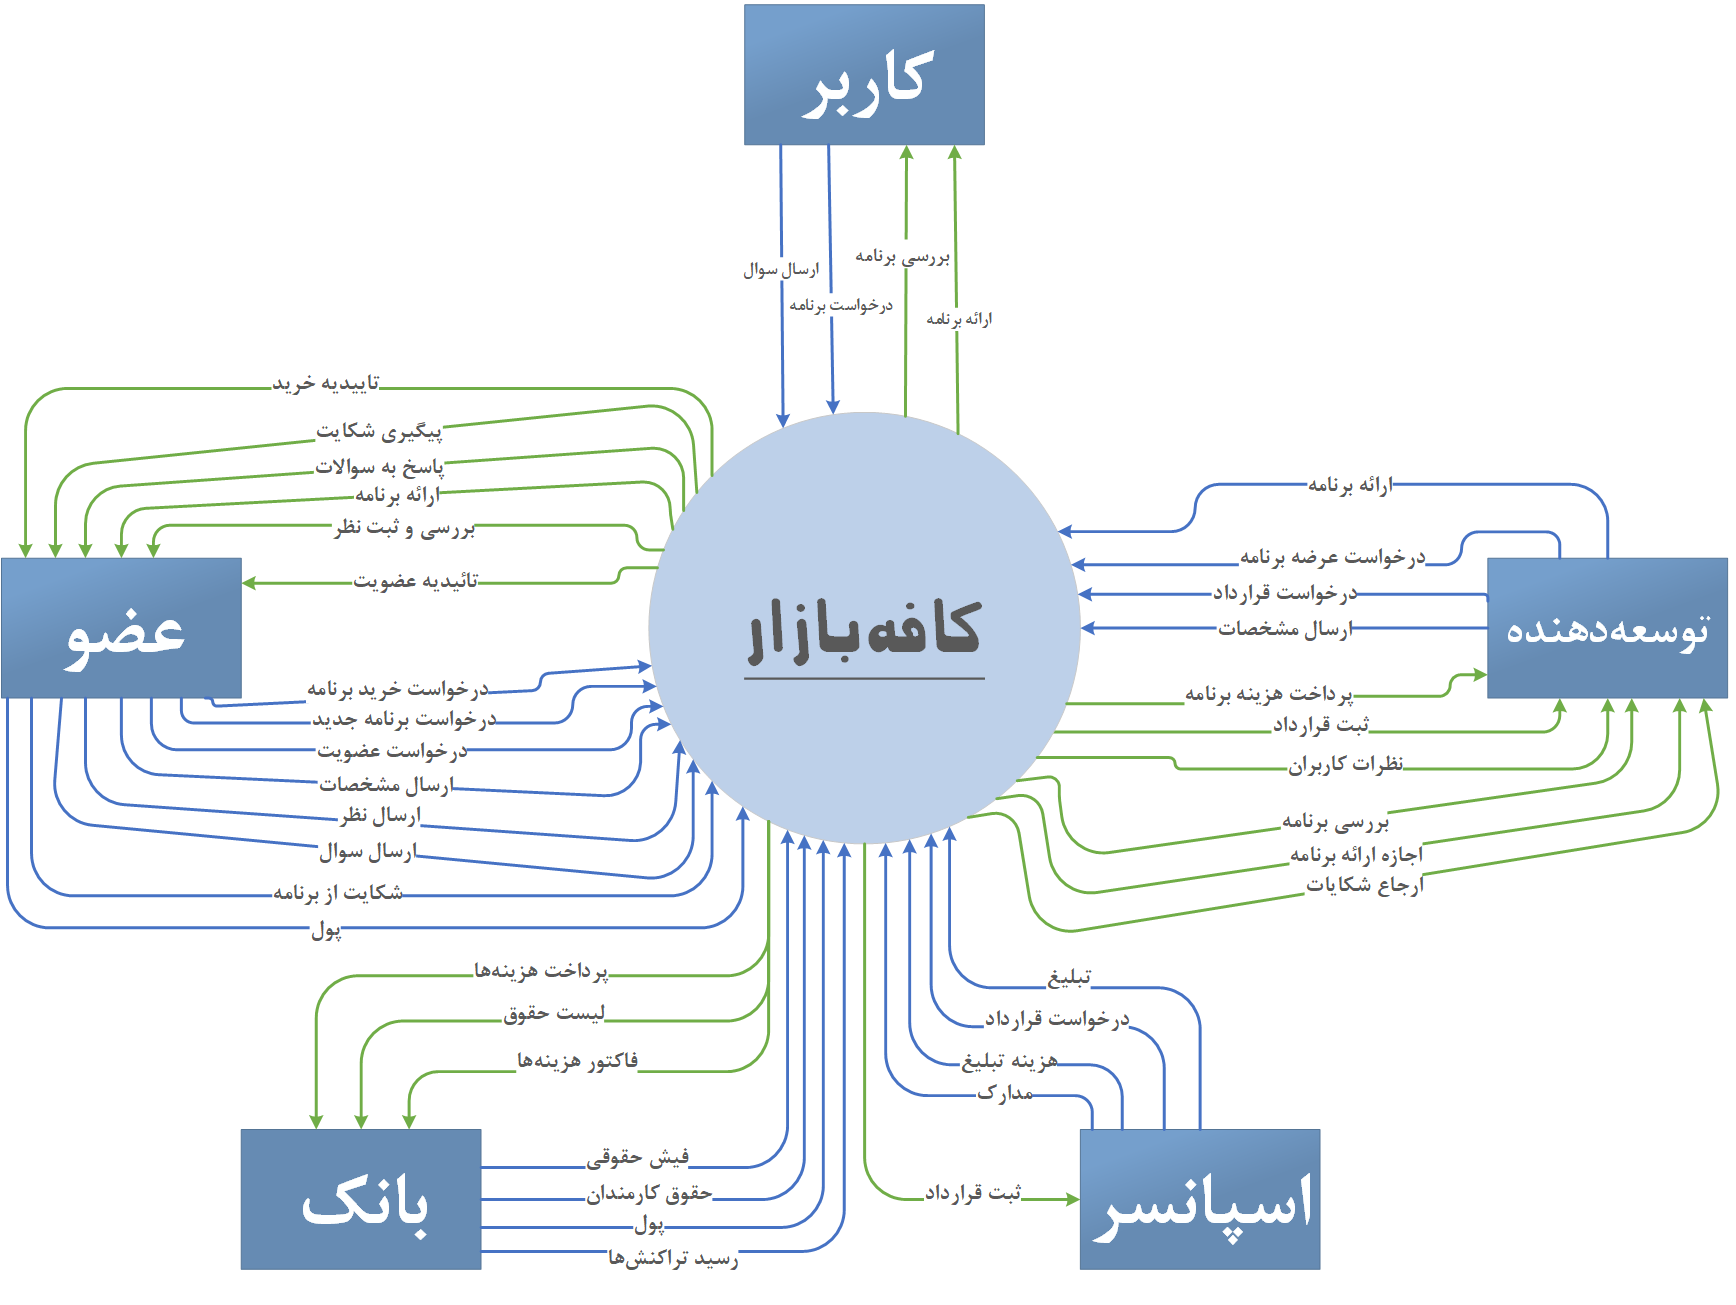 کاربر
بررسی برنامه
ارسال سوال
درخواست برنامه
ارائه برنامه
تاییدیه خرید
پیگیری شکایت
پاسخ به سوالات
ارائه برنامه
بررسی و ثبت نظر
تائیدیه عضویت
عضو
درخواست خرید برنامه
درخواست برنامه جدید
درخواست عضویت
ارسال مشخصات
ارسال نظر
ارسال سوال
شکایت از برنامه
پول
کافه‌بازار
ارائه برنامه
درخواست عرضه برنامه
درخواست قرارداد
ارسال مشخصات
توسعه‌دهنده
پرداخت هزینه برنامه
ثبت قرارداد
نظرات کاربران
بررسی برنامه
اجازه ارائه برنامه
ارجاع شکایات
پرداخت هزینه‌ها
لیست حقوق
فاکتور هزینه‌ها
بانک
فیش حقوقی
حقوق کارمندان
پول
رسید تراکنش‌ها
تبلیغ
درخواست قرارداد
هزینه تبلیغ
مدارک
ثبت قرارداد
اسپانسر